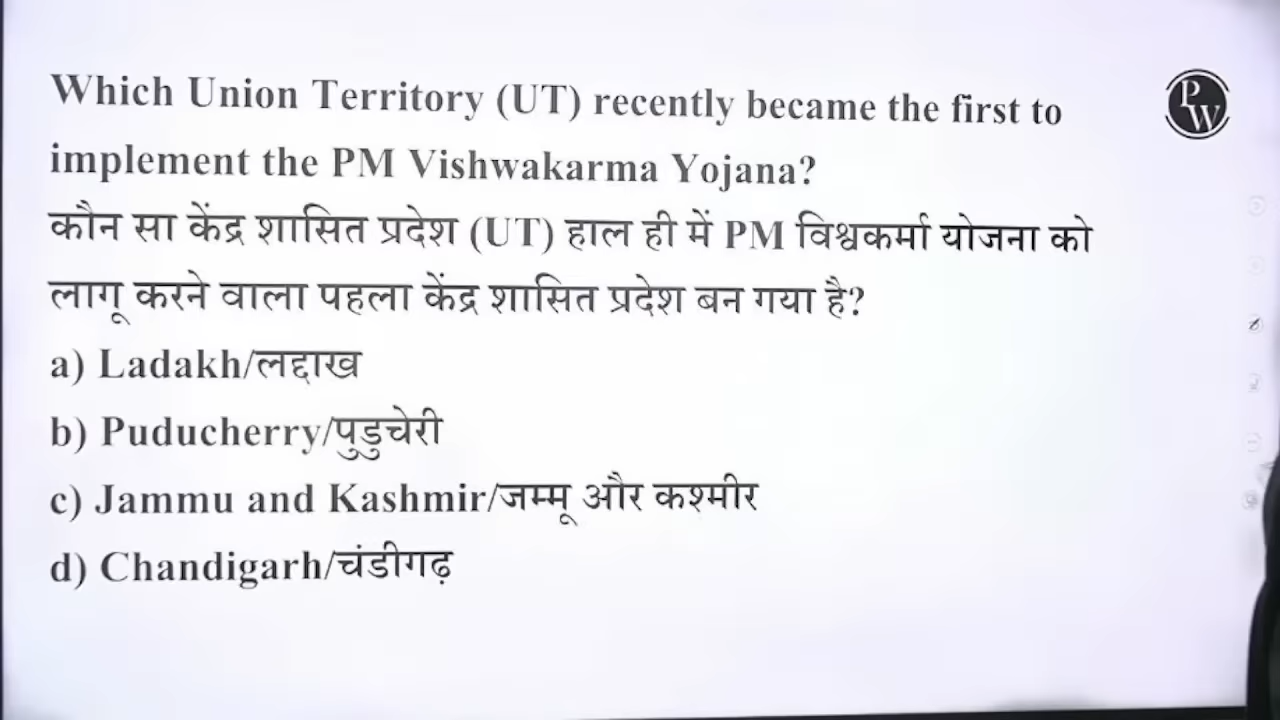 Which Union Territory (UT) recently became the first to
implement the PM Vishwakarma Yojana?
कौन सा केंद्र शासित प्रदेश (UT) हाल ही में PM विश्वकर्मा योजना को
लागू करने वाला पहला केंद्र शासित प्रदेश बन गया है?
a) Ladakh/लद्दाख
b) Puducherry/पुडुचेरी
c) Jammu and Kashmir/जम्मू और कश्मीर
d) Chandigarh/चंडीगढ़
PW